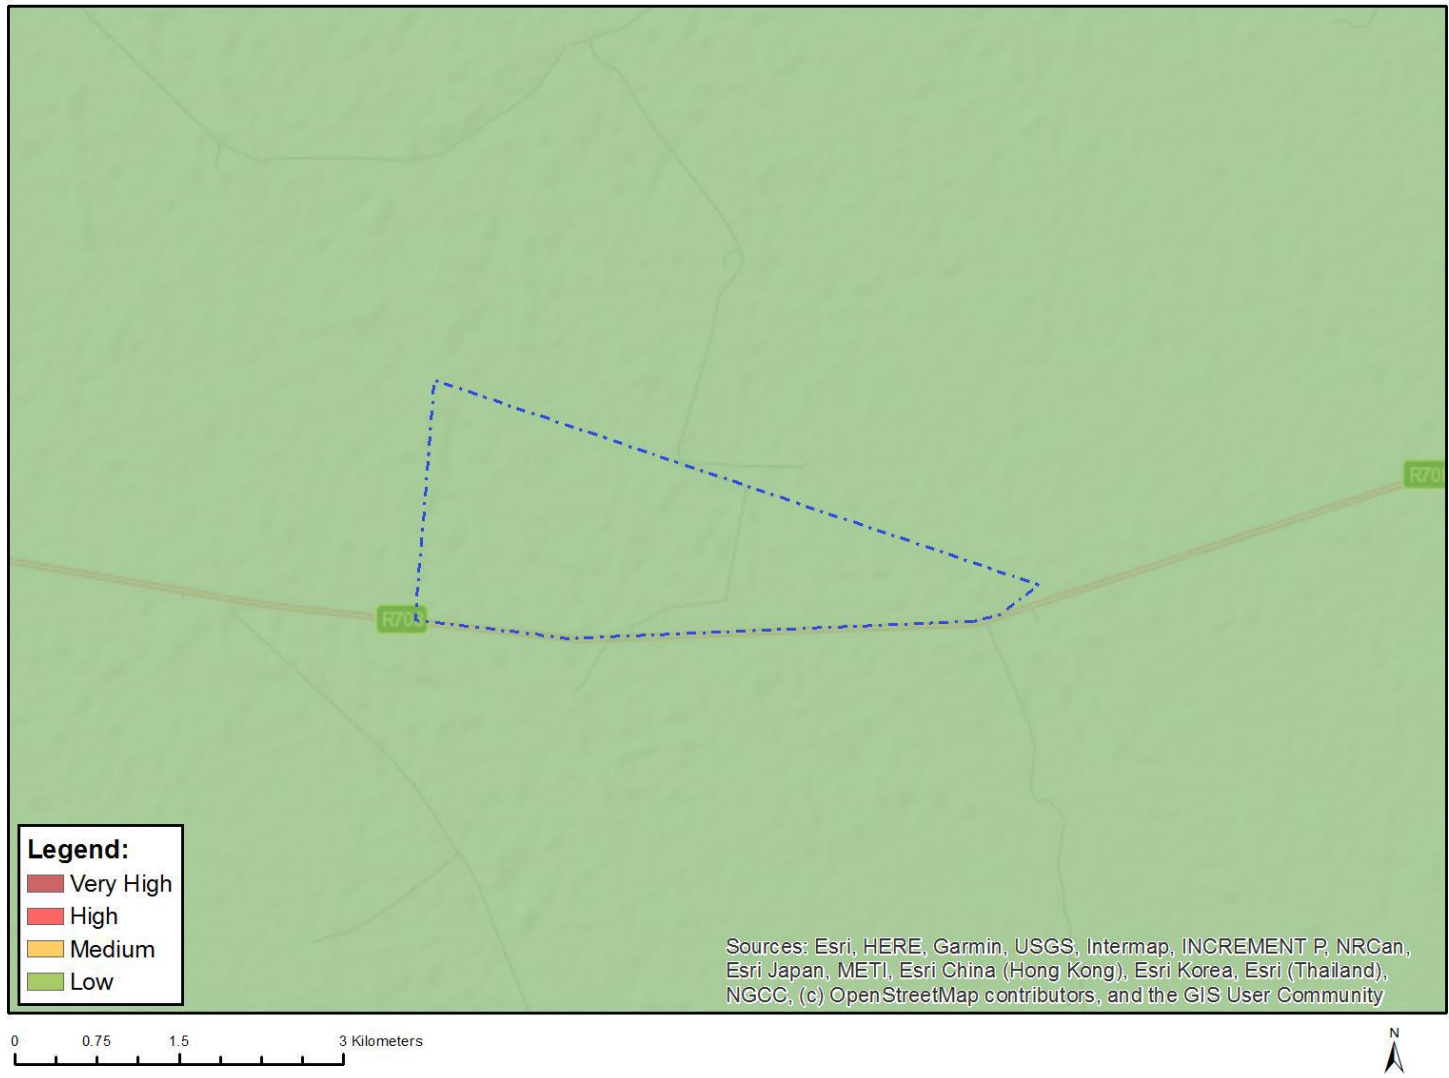 R70
R703
Legend:
Very High
High
Medium
Low
Sources: Esri, HERE, Garmin, USGS, Intermap, INCREMENT P, NRCan,
Esri Japan, METI, Esri China (Hong Kong), Esri Korea, Esri (Thailand),
NGCC, (c) OpenStreetMap contributors, and the GIS User Community
0 0.75 1.5 3 Kilometers
N